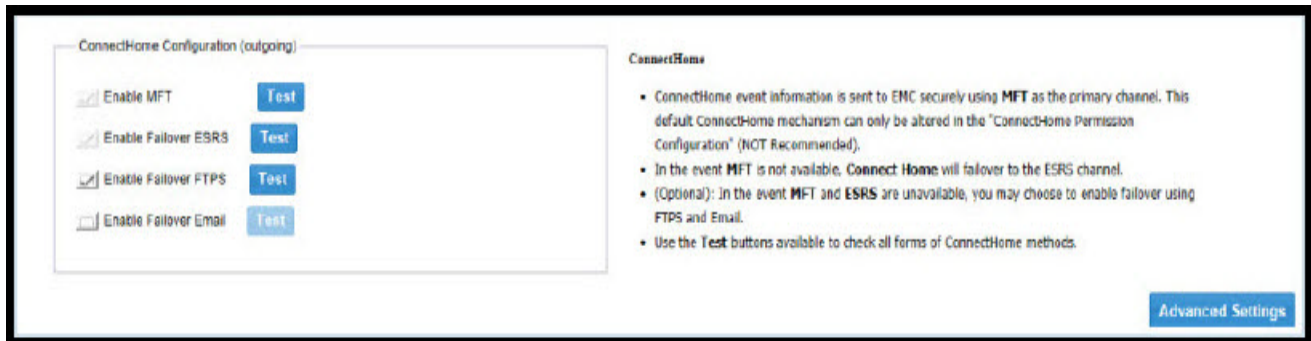 ConnectHome Configuration (outgoing)
Enable MFT
Test
Enable Failover ESRS
Test
Enable Failover FTPS
Test
Enable Failover Email
Test
ConnectHome
• ConnectHome event information is sent to EMC securely using MFT as the primary channel. This
default ConnectHome mechanism can only be altered in the "ConnectHome Permission
Configuration" (NOT Recommended).
• In the event MFT is not available, Connect Home will failover to the ESRS channel.
• (Optional): In the event MFT and ESRS are unavailable, you may choose to enable failover using
FTPS and Email.
• Use the Test buttons available to check all forms of ConnectHome methods.
Advanced Settings